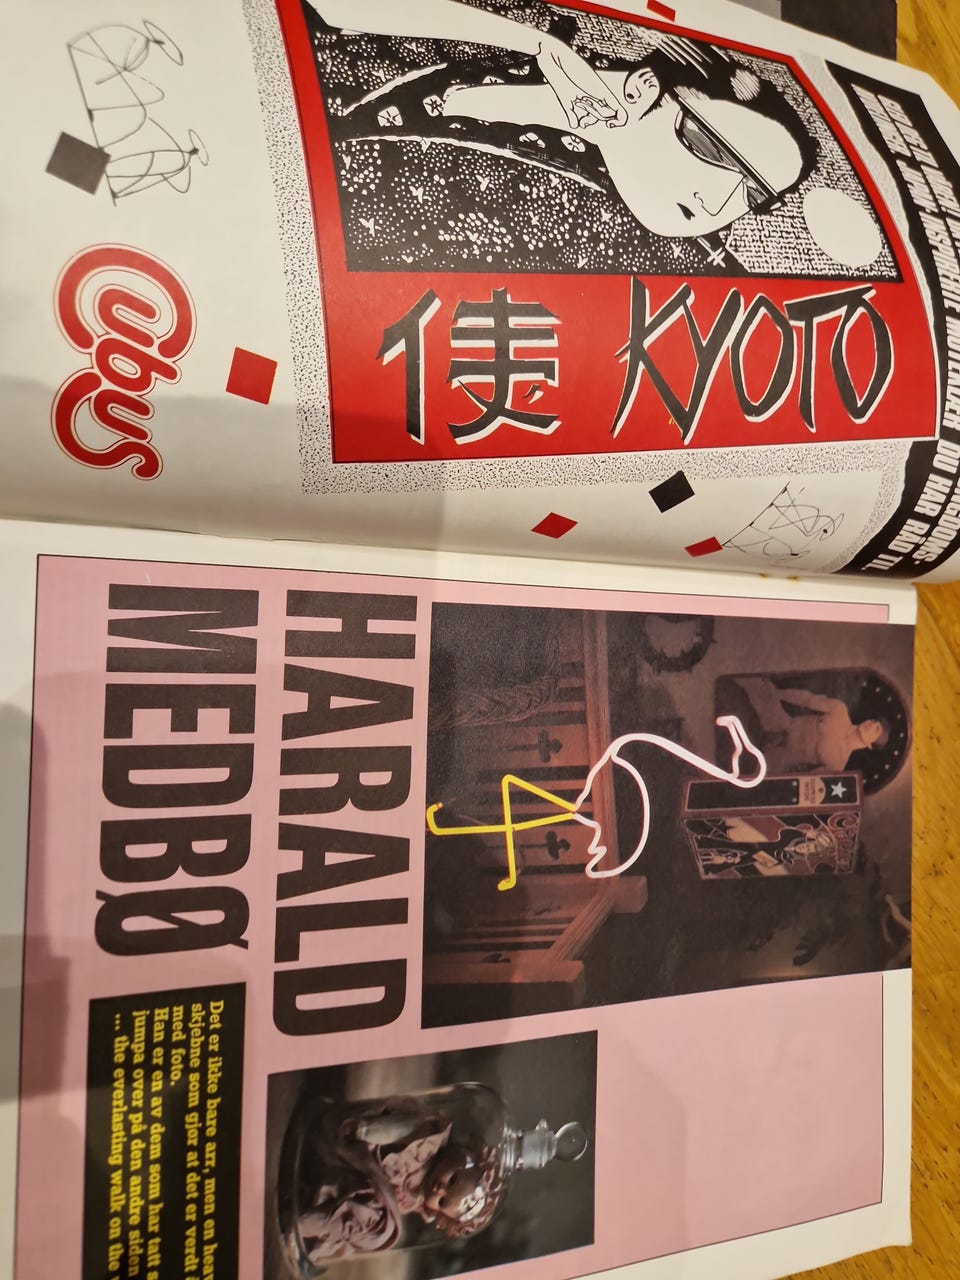 DU HAR RÅD TIL
KYOTO
使
Cubus
HARALD
MEDBØ
Det er ikke bare arr, men en
skjebne som gjør at det er verdt
med foto.
Han er en av dem som har tatt
jumpa over på den andre siden
... the everlasting walk on the